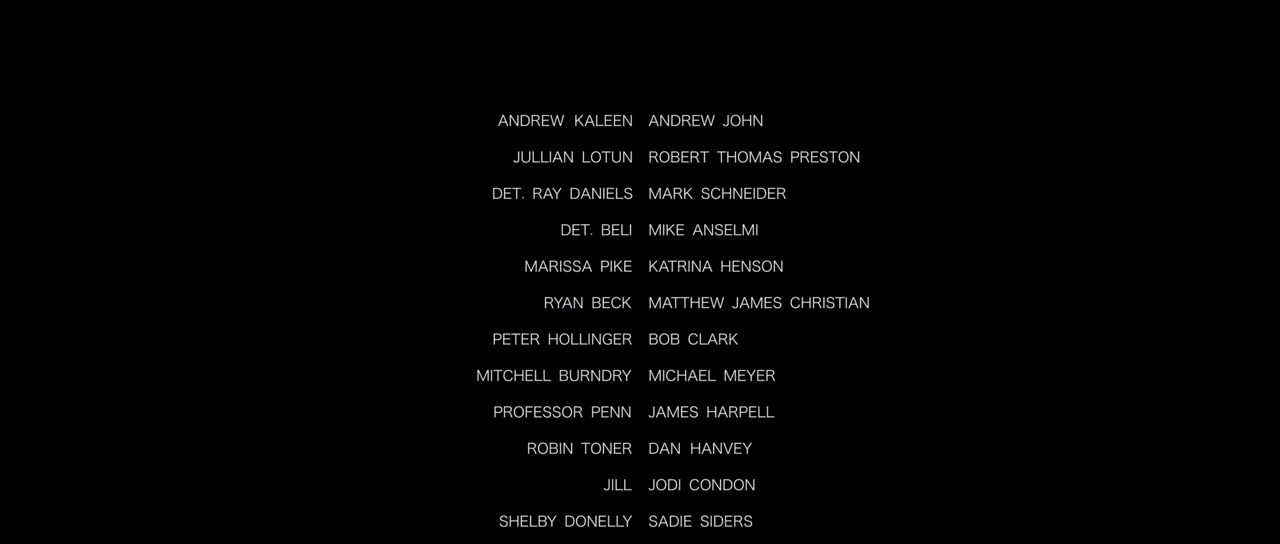 ANDREW KALEEN ANDREW JOHN
JULLIAN LOTUN ROBERT THOMAS PRESTON
DET. RAY DANIELS MARK SCHNEIDER
DET. BELI MIKE ANSELMI
MARISSA PIKE KATRINA HENSON
RYAN BECK MATTHEW JAMES CHRISTIAN
PETER HOLLINGER BOB CLARK
MITCHELL BURNDRY MICHAEL MEYER
PROFESSOR PENN JAMES HARPELL
ROBIN TONER DAN HANVEY
JILL JODI CONDON
SHELBY DONELLY SADIE SIDERS